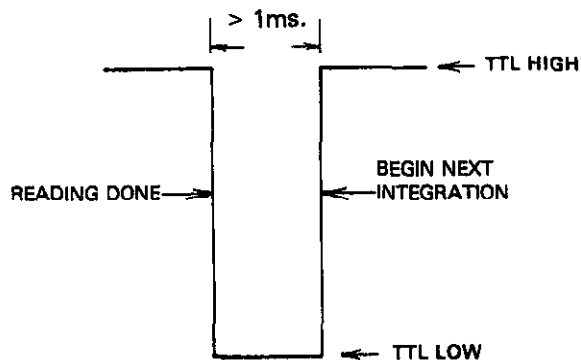 > 1ms.
TTL HIGH
READING DONE
BEGIN NEXT
INTEGRATION
TTL LOW